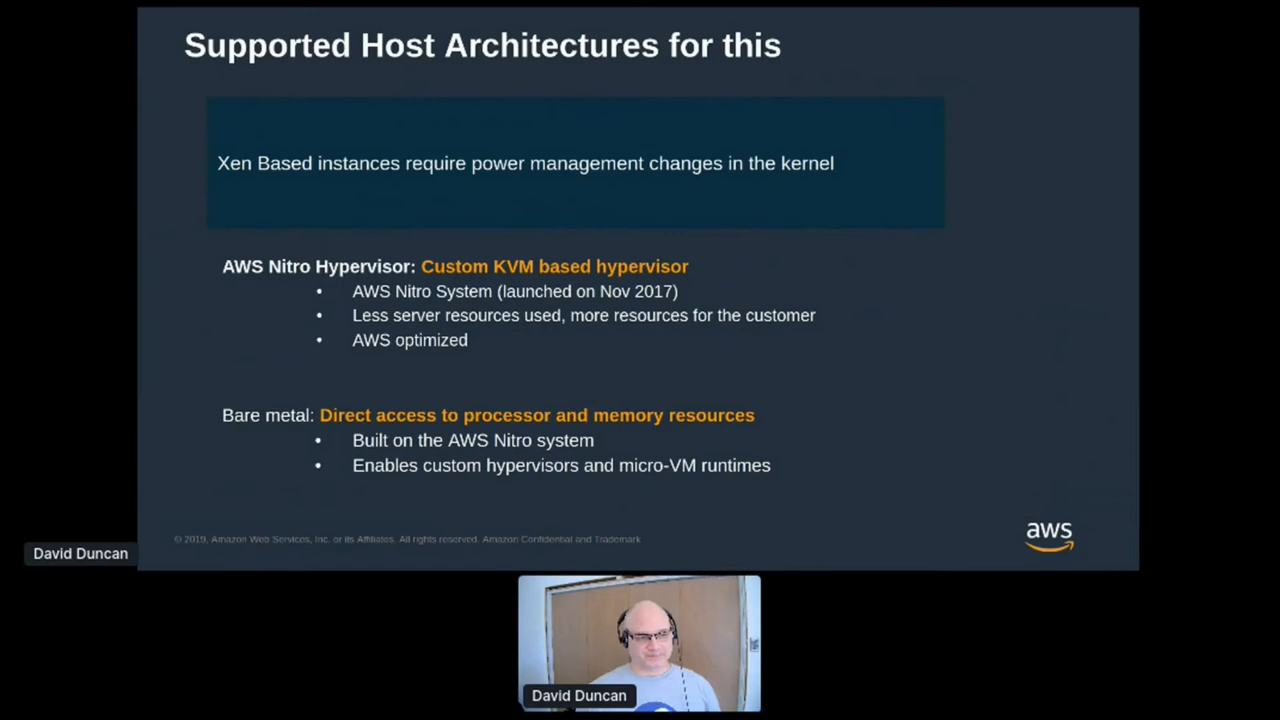 Supported Host Architectures for this
Xen Based instances require power management changes in the kernel
AWS Nitro Hypervisor: Custom KVM based hypervisor
• AWS Nitro System (launched on Nov 2017)
• Less server resources used, more resources for the customer
• AWS optimized
Bare metal: Direct access to processor and memory resources
• Built on the AWS Nitro system
• Enables custom hypervisors and micro-VM runtimes
© 2019, Amazon Web Services, Inc. or its Affiliates. All rights reserved. Amazon Confidential and Trademark
aws
David Duncan
David Duncan